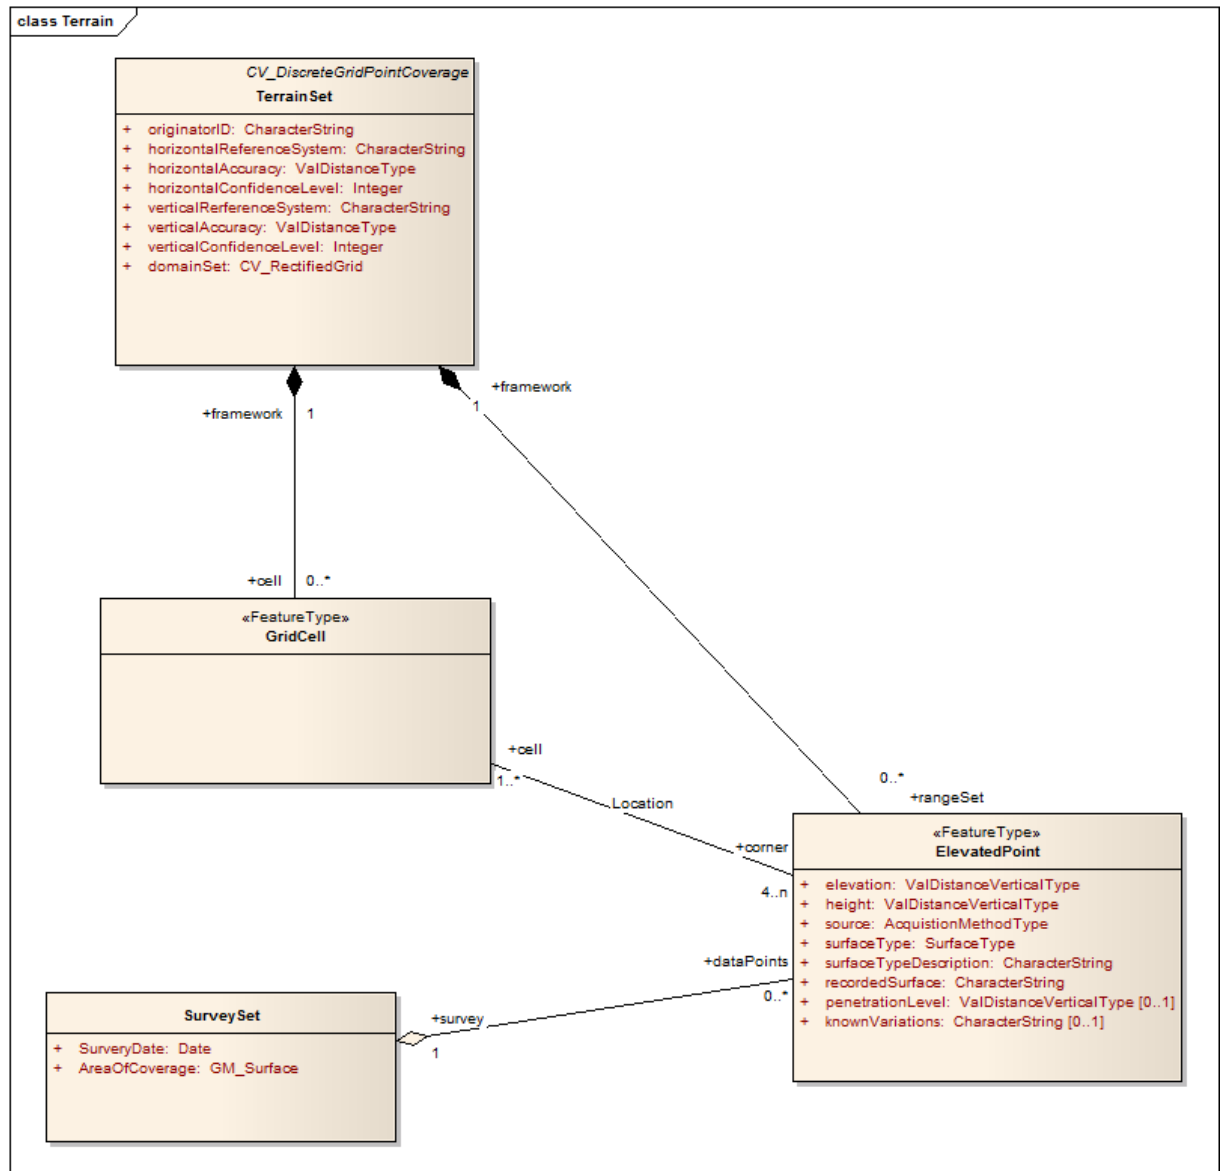 class Terrain
CV_DiscreteGridPointCoverage
TerrainSet
+ originatorID: CharacterString
+ horizontalReferenceSystem: CharacterString
+ horizontalAccuracy: ValDistanceType
+ horizontalConfidenceLevel: Integer
+ verticalRerferenceSystem: CharacterString
+ verticalAccuracy: ValDistanceType
+ verticalConfidenceLevel: Integer
+ domainSet: CV_RectifiedGrid
+framework 1
+framework
1
+cell 0..*
«FeatureType»
GridCell
+cell
1..*
Location
0..*
+rangeSet
+corner
4..n
«FeatureType»
ElevatedPoint
+ elevation: ValDistanceVerticalType
+ height: ValDistanceVerticalType
+ source: AcquistionMethodType
+ surfaceType: SurfaceType
+ surfaceTypeDescription: CharacterString
+ recordedSurface: CharacterString
+ penetrationLevel: ValDistanceVerticalType [0..1]
+ knownVariations: CharacterString [0..1]
+dataPoints
0..*
+survey
1
SurveySet
+ SurveryDate: Date
+ AreaOfCoverage: GM_Surface